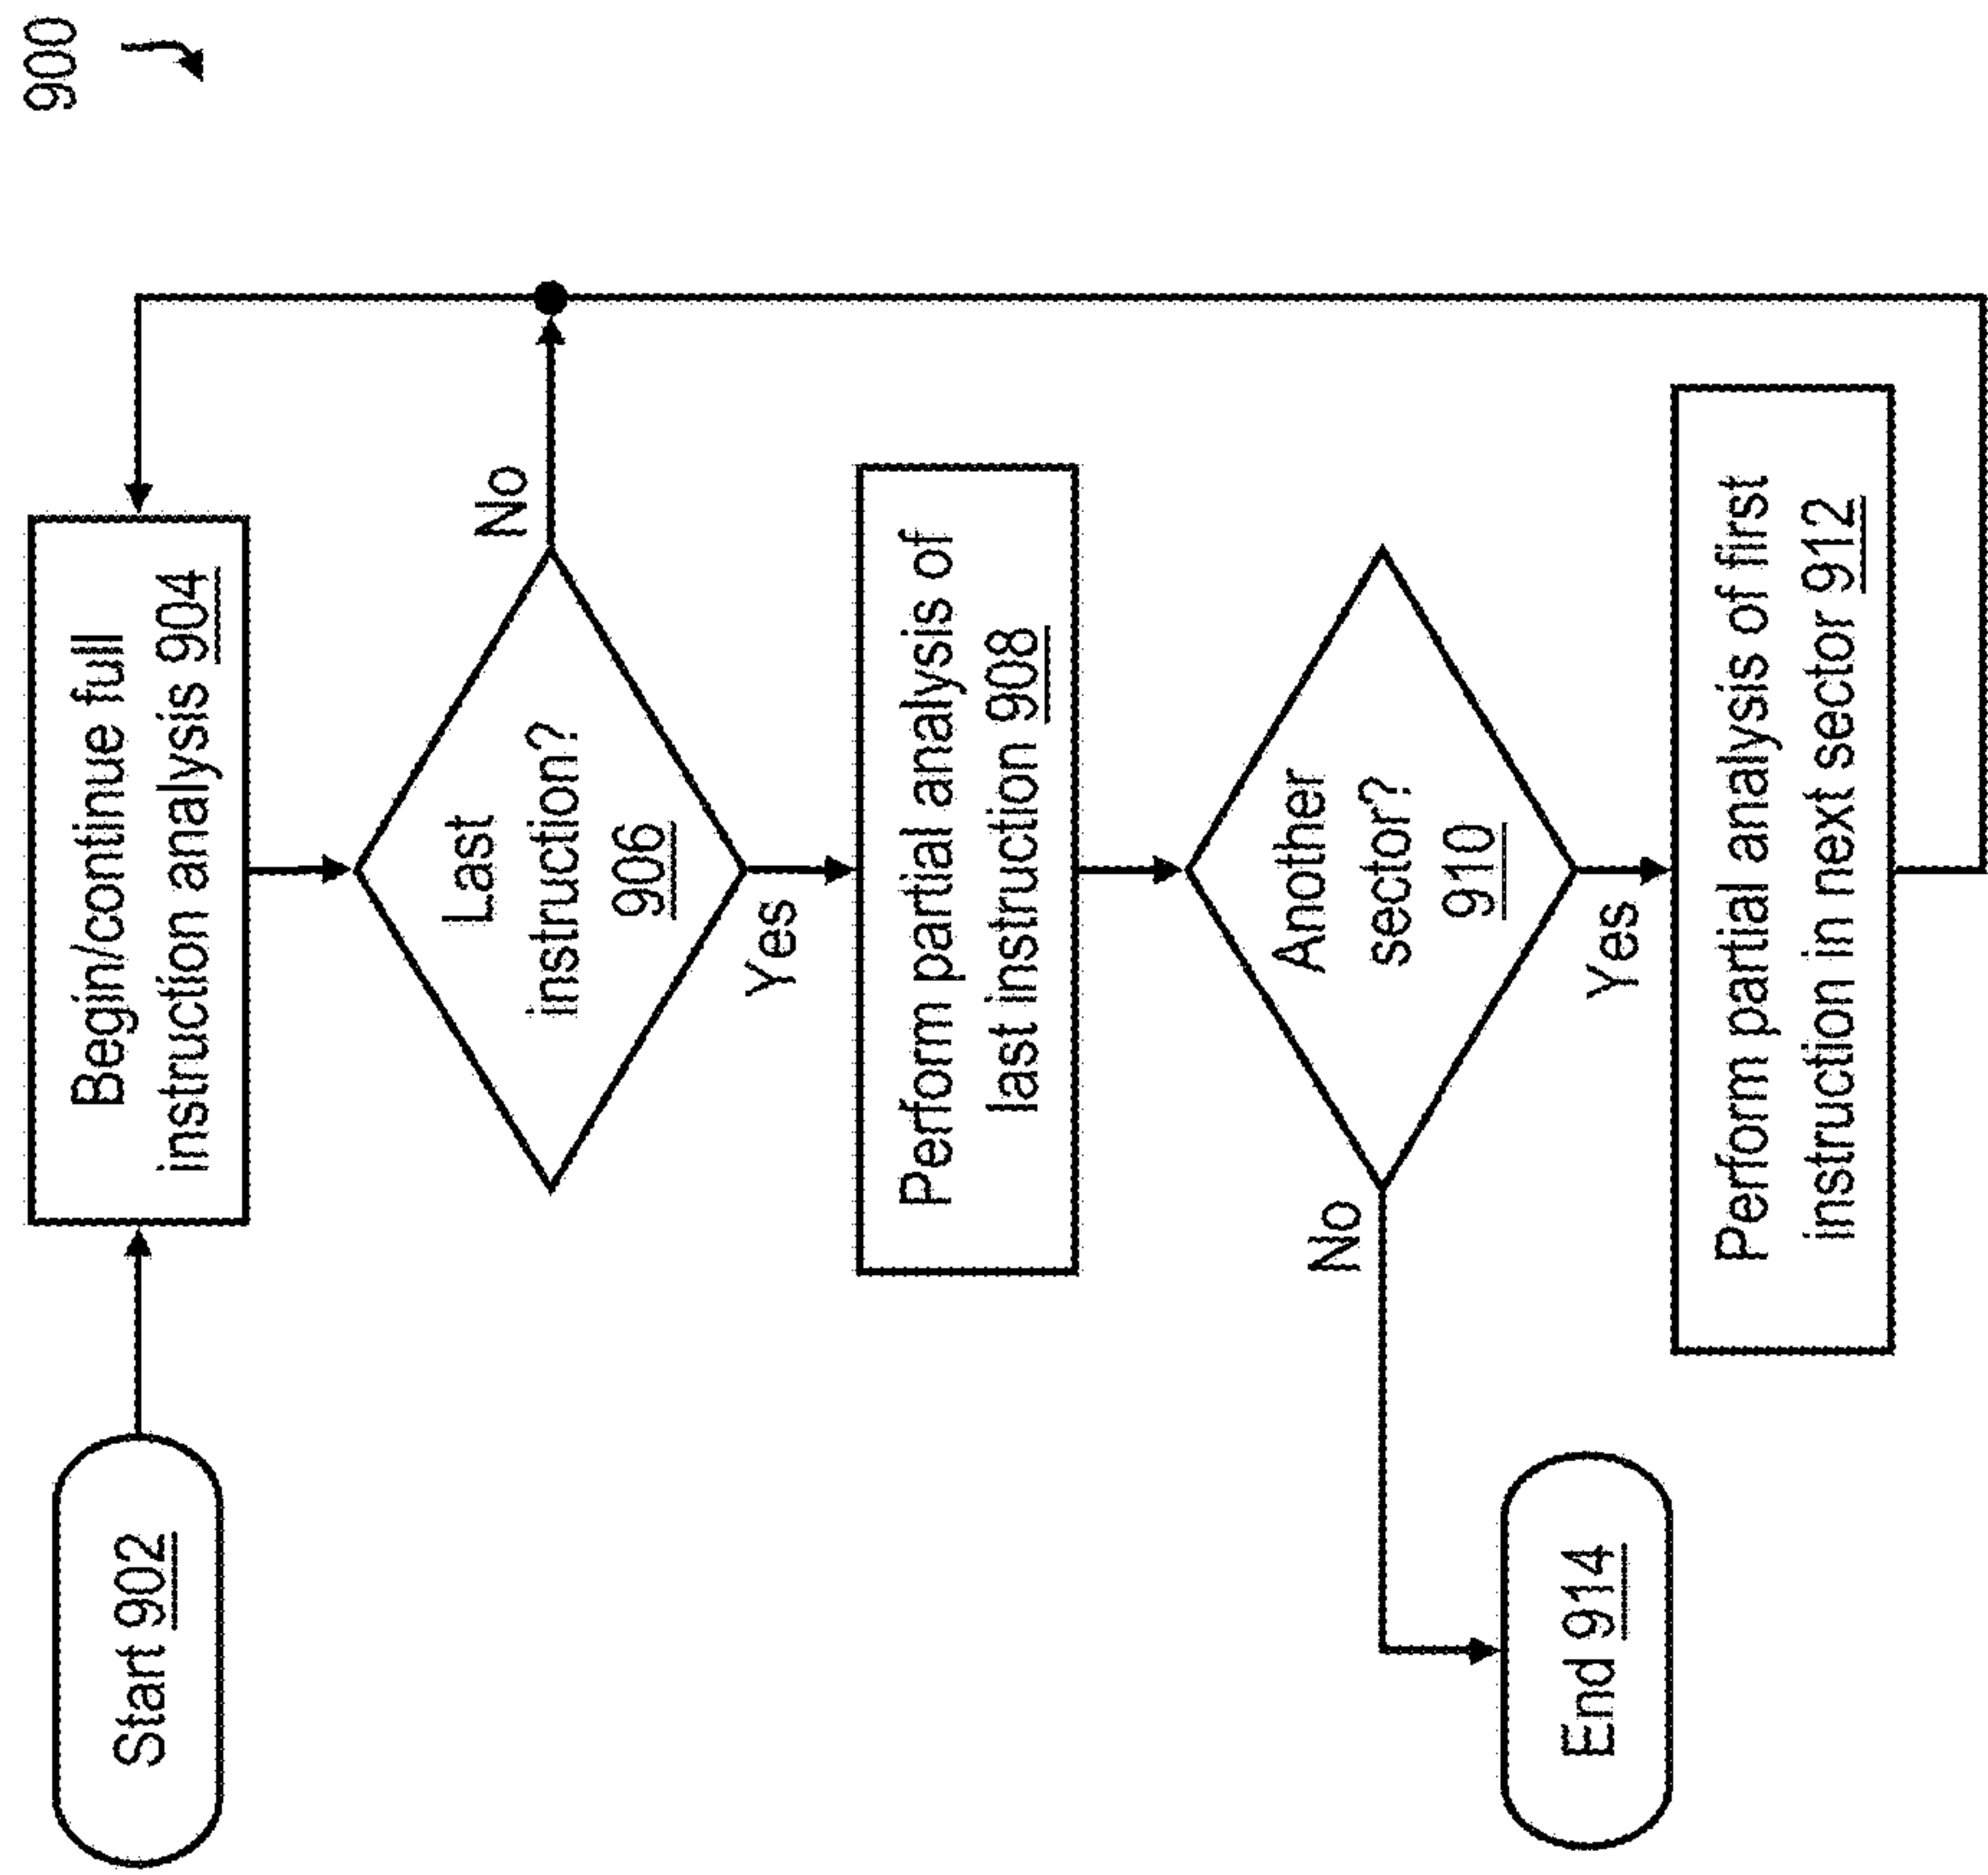 900
Start 902
Begin/continue full
instruction analysis 904
Last
instruction?
906
No
Yes
Perform partial analysis of
last instruction 908
Another
sector?
910
No
Yes
End 914
Perform partial analysis of first
instruction in next sector 912